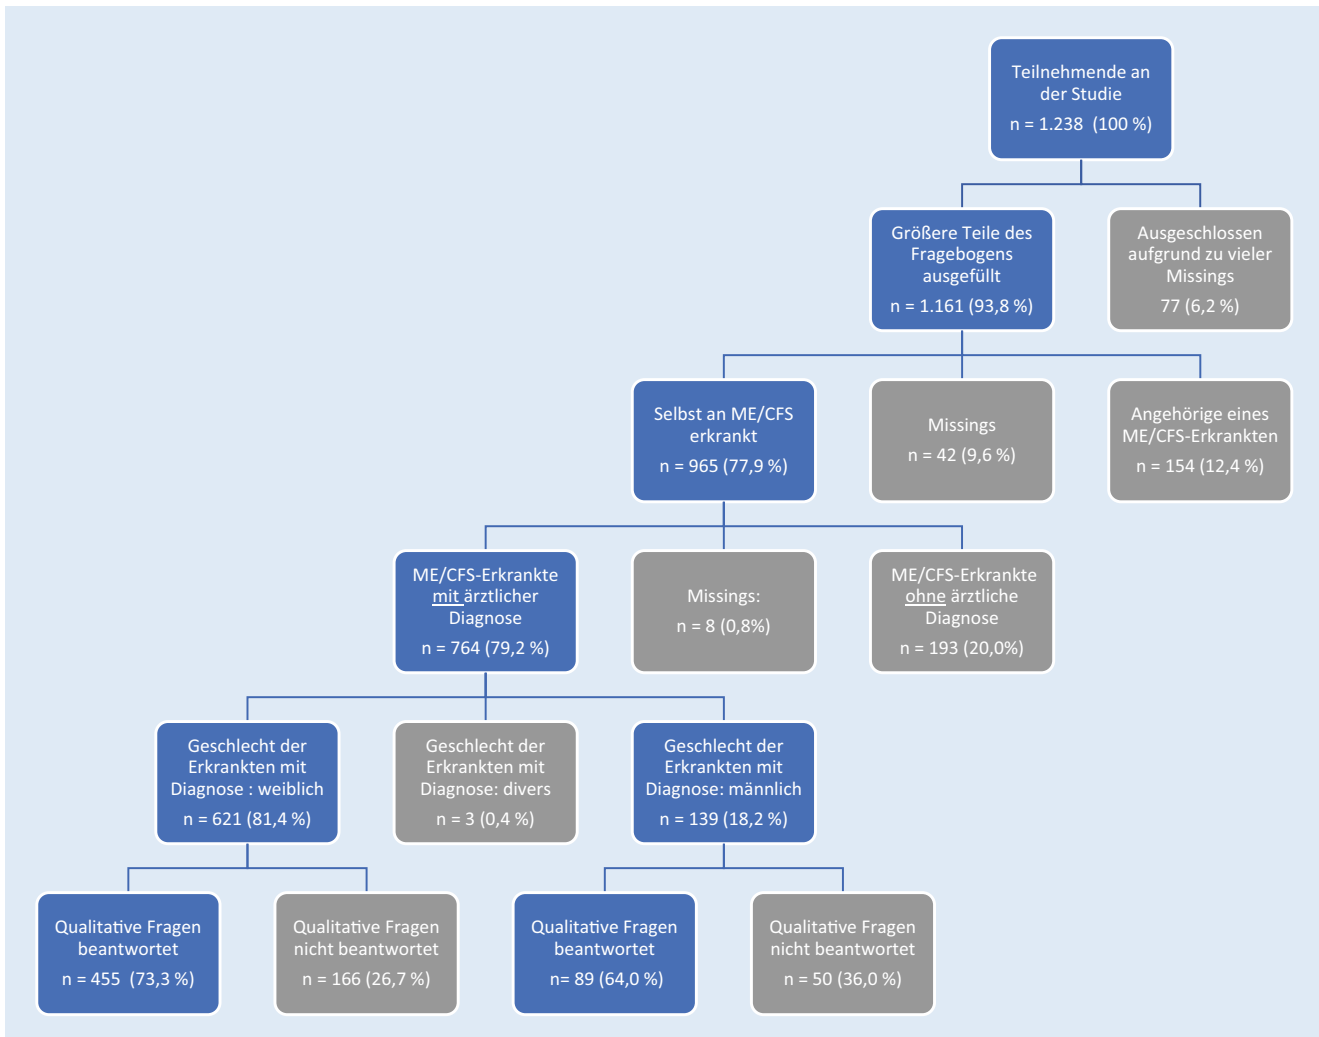 Teilnehmende an
der Studie
n = 1.238 (100 %)
Größere Teile des
Fragebogens
ausgefüllt
n = 1.161 (93,8 %)
Ausgeschlossen
aufgrund zu vieler
Missings
77 (6,2 %)
Selbst an ME/CFS
erkrankt
n = 965 (77,9 %)
Missings
n = 42 (9,6 %)
Angehörige eines
ME/CFS-Erkrankten
n = 154 (12,4 %)
ME/CFS-Erkrankte
mit ärztlicher
Diagnose
n = 764 (79,2 %)
Missings:
n = 8 (0,8%)
ME/CFS-Erkrankte
ohne ärztliche
Diagnose
n = 193 (20,0%)
Geschlecht der
Erkrankten mit
Diagnose : weiblich
n = 621 (81,4 %)
Geschlecht der
Erkrankten mit
Diagnose: divers
n = 3 (0,4 %)
Geschlecht der
Erkrankten mit
Diagnose: männlich
n = 139 (18,2 %)
Qualitative Fragen
beantwortet
n = 455 (73,3 %)
Qualitative Fragen
nicht beantwortet
n = 166 (26,7 %)
Qualitative Fragen
beantwortet
n= 89 (64,0 %)
Qualitative Fragen
nicht beantwortet
n = 50 (36,0 %)